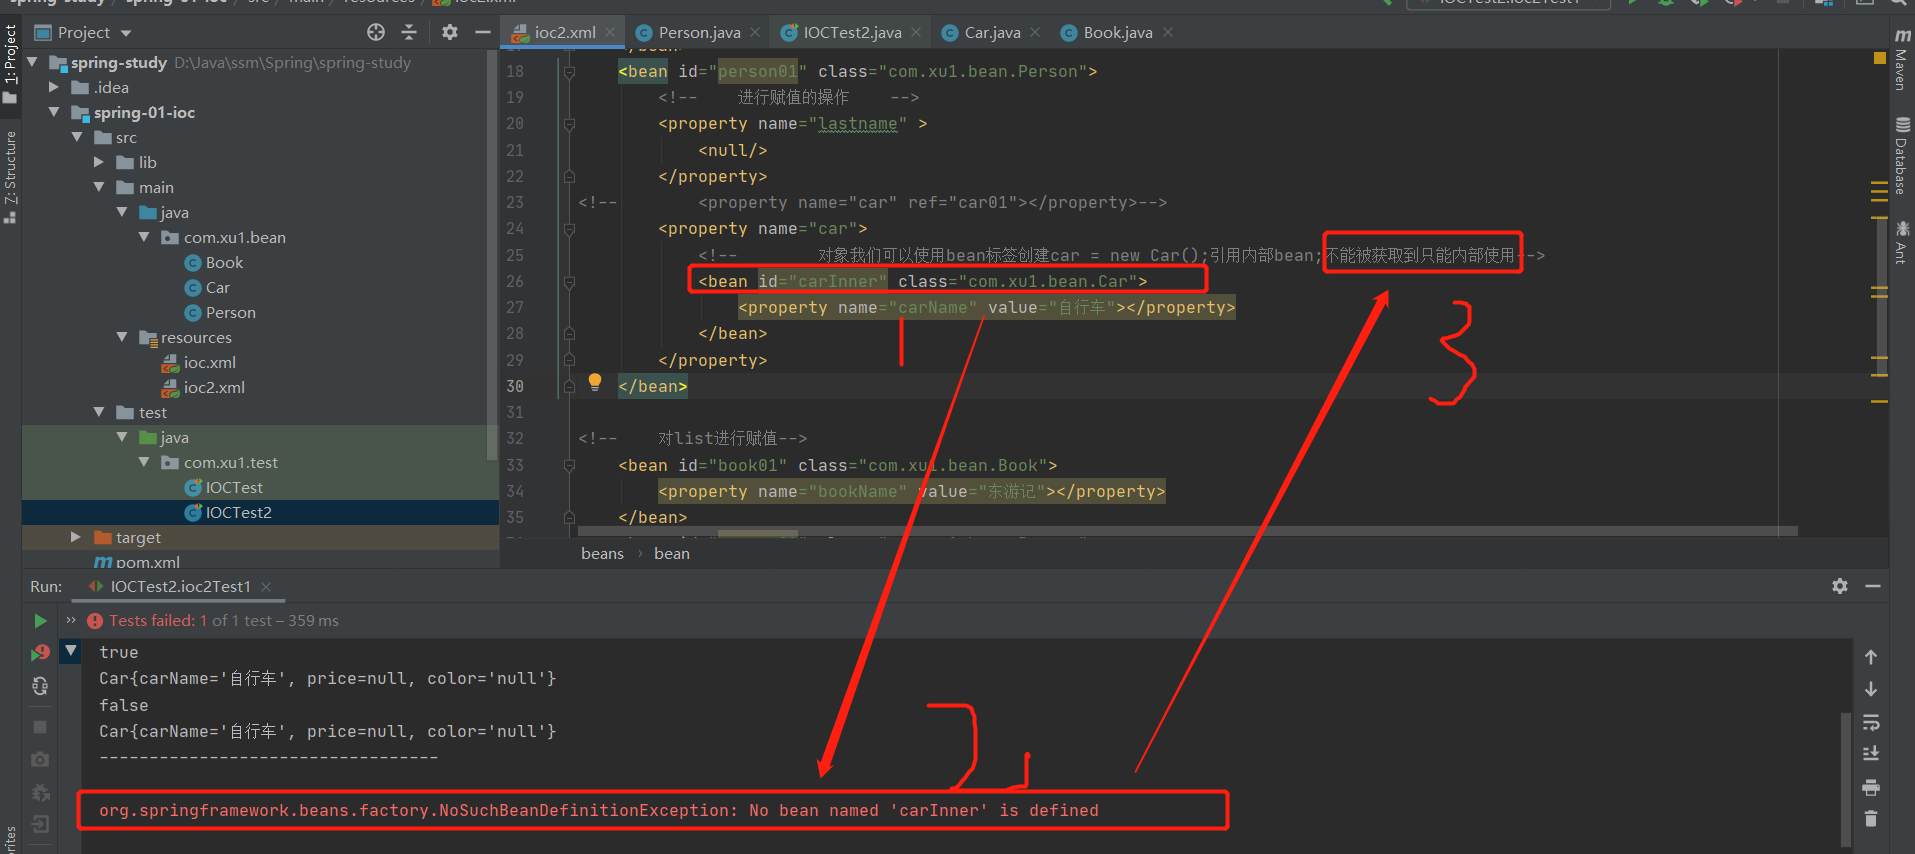 spring-study spring-01-ioc src main resources ioc2.xml
IOCTest2.ioc2Test1
Project
ioc2.xml
Person.java
IOCTest2.java
Car.java
Book.java
1: Project
Z: Structure
Maven
Database
Ant
spring-study D:\Java\ssm\Spring\spring-study
.idea
spring-01-ioc
src
lib
main
java
com.xu1.bean
Book
Car
Person
resources
ioc.xml
ioc2.xml
test
java
com.xu1.test
IOCTest
IOCTest2
target
pom.xml
18 <bean id="person01" class="com.xu1.bean.Person">
19 <!-- 进行赋值的操作 -->
20 <property name="lastname" >
21 <null/>
22 </property>
23 <!-- <property name="car" ref="car01"></property>-->
24 <property name="car">
25 <!-- 对象我们可以使用bean标签创建car = new Car();引用内部bean;不能被获取到只能内部使用-->
26 <bean id="carInner" class="com.xu1.bean.Car">
27 <property name="carName" value="自行车"></property>
28 </bean>
29 </property>
30 </bean>
31
32 <!-- 对list进行赋值-->
33 <bean id="book01" class="com.xu1.bean.Book">
34 <property name="bookName" value="东游记"></property>
35 </bean>
1
2
3
beans › bean
Run: IOCTest2.ioc2Test1
Tests failed: 1 of 1 test – 359 ms
true
Car{carName='自行车', price=null, color='null'}
false
Car{carName='自行车', price=null, color='null'}
----------------------------------
org.springframework.beans.factory.NoSuchBeanDefinitionException: No bean named 'carInner' is defined